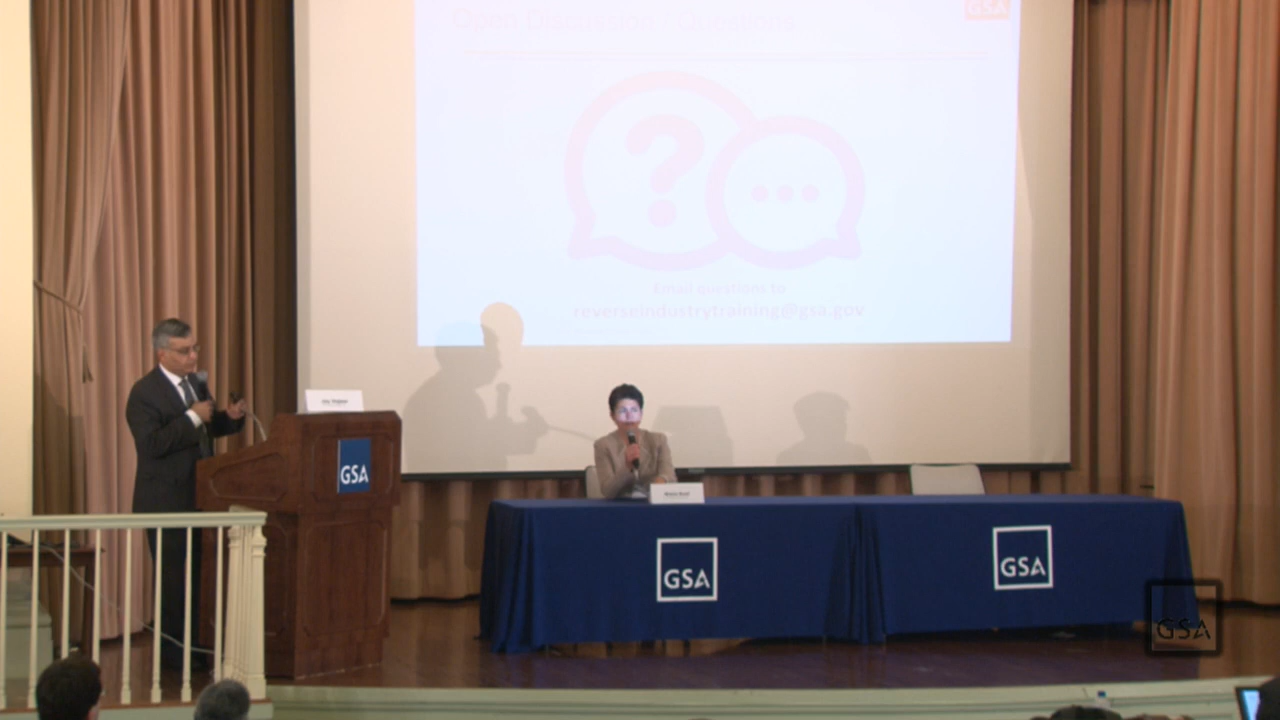 Open Discussion / Questions
GSA
Email questions to
reverseindustrytraining@gsa.gov
GSA
GSA
GSA
GSA